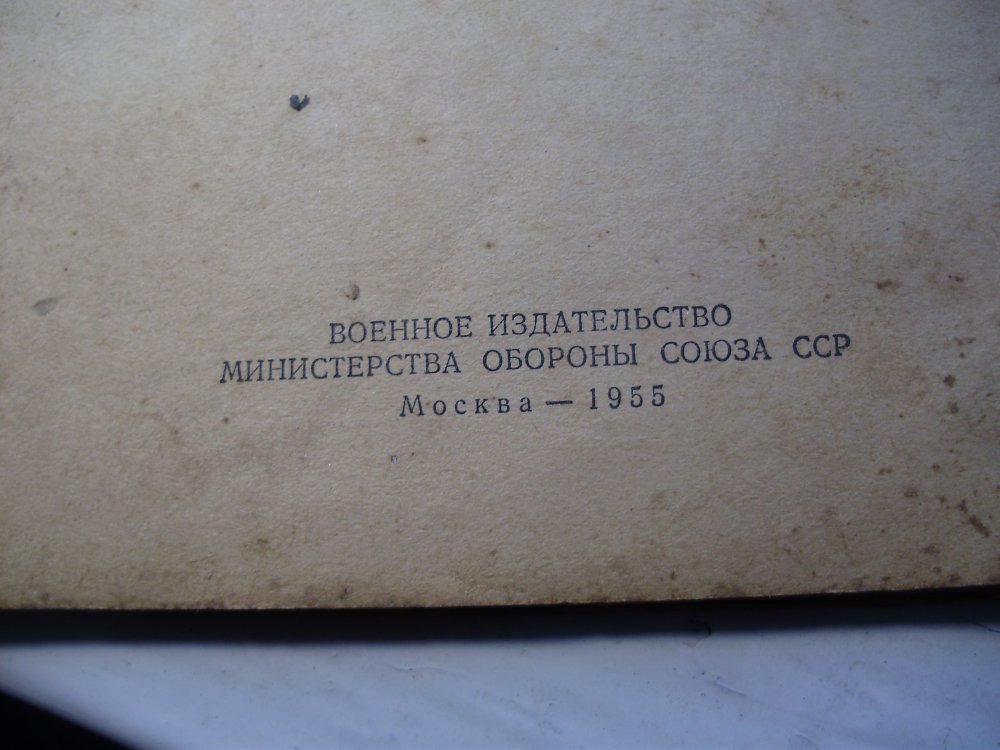 ВОЕННОЕ ИЗДАТЕЛЬСТВО
МИНИСТЕРСТВА ОБОРОНЫ СОЮЗА ССР
Москва — 1955